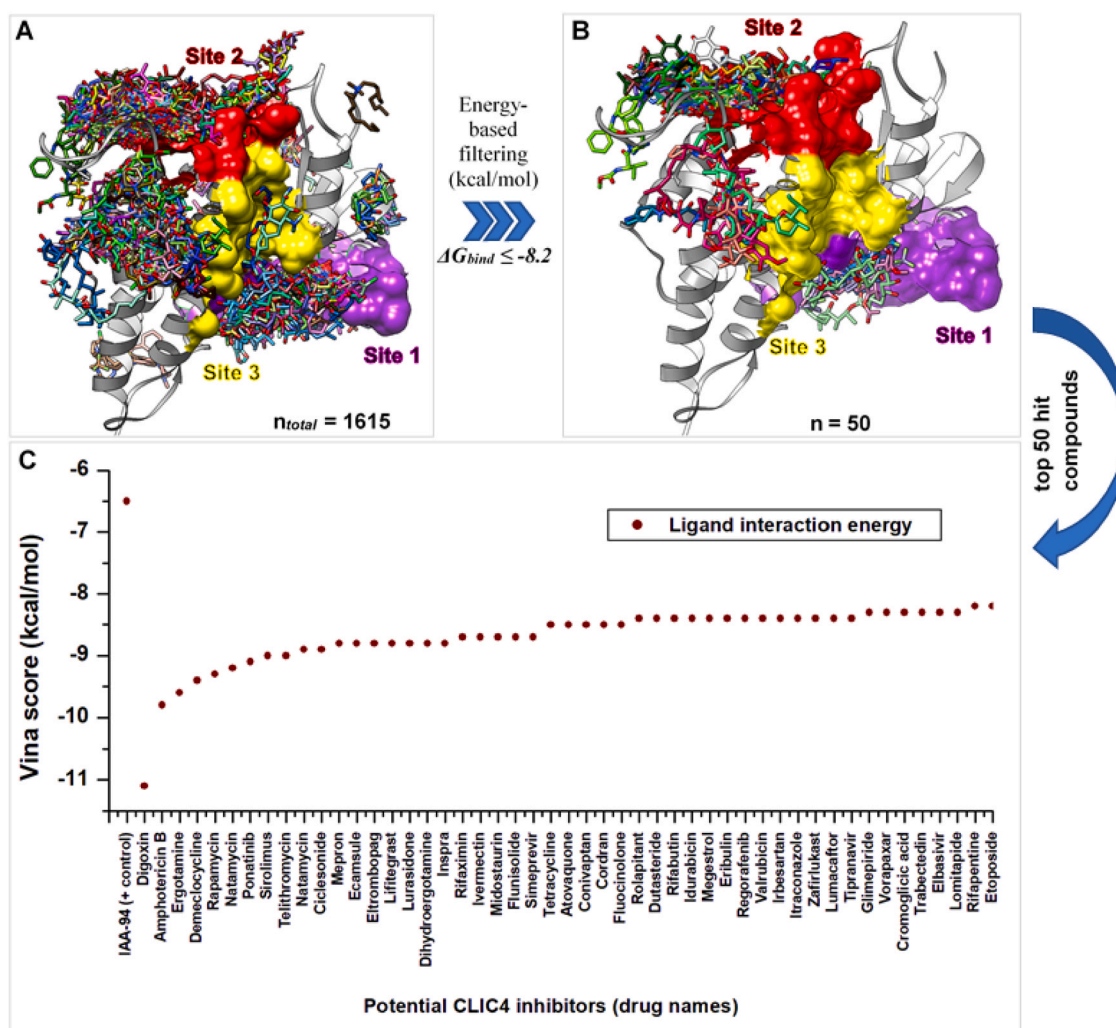 A
Site 2
Site 1
Site 3
n total = 1615
Energy-
based
filtering
(kcal/mol)
ΔG bind ≤ -8.2
B
Site 2
Site 1
Site 3
n = 50
top 50 hit
compounds
C
Ligand interaction energy
Vina score (kcal/mol)
-6
-7
-8
-9
-10
-11
IAA-94 (+ control)
Digoxin
Amphotericin B
Ergotamine
Demeclocycline
Rapamycin
Natamycin
Ponatinib
Sirolimus
Telithromycin
Natamycin
Ciclesonide
Mepron
Ecamsule
Eltrombopag
Lifitegrast
Lurasidone
Dihydroergotamine
Inspra
Rifaximin
Ivermectin
Midostaurin
Flunisolide
Simeprevir
Tetracycline
Atovaquone
Conivaptan
Cordran
Fluocinolone
Rolapitant
Dutasteride
Rifabutin
Idurabicin
Megestrol
Eribulin
Regorafenib
Valrubicin
Irbesartan
Itraconazole
Zafirlukast
Lumacaftor
Tipranavir
Glimepiride
Vorapaxar
Cromoglicic acid
Trabectedin
Elbasivir
Lomitapide
Rifapentine
Etoposide
Potential CLIC4 inhibitors (drug names)